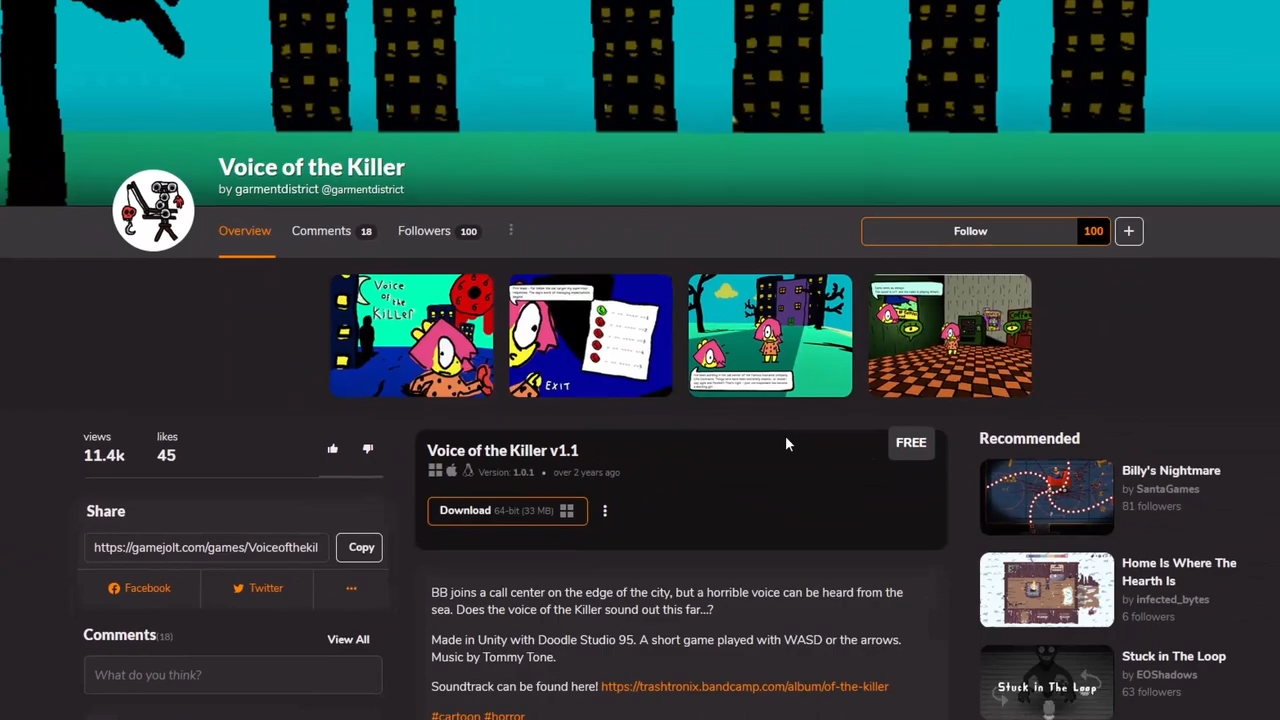 Voice of the Killer
by garmentdistrict @garmentdistrict
Overview
Comments 18
Followers 100
Follow 100
Voice of the Killer
EXIT
views
11.4k
likes
45
Voice of the Killer v1.1
FREE
Version: 1.0.1 • over 2 years ago
Download 64-bit (33 MB)
Share
https://gamejolt.com/games/Voiceofthekil
Copy
Facebook
Twitter
Comments (18)
View All
What do you think?
BB joins a call center on the edge of the city, but a horrible voice can be heard from the
sea. Does the voice of the Killer sound out this far...?
Made in Unity with Doodle Studio 95. A short game played with WASD or the arrows.
Music by Tommy Tone.
Soundtrack can be found here! https://trashtronix.bandcamp.com/album/of-the-killer
#cartoon #horror
Recommended
Billy's Nightmare
by SantaGames
81 followers
Home Is Where The
Hearth Is
by infected_bytes
6 followers
Stuck in The Loop
Stuck in The Loop
by EOShadows
63 followers